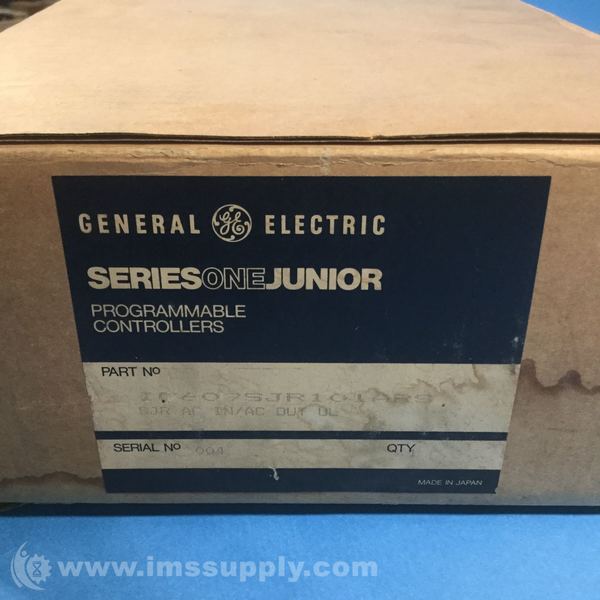 GENERAL GE ELECTRIC
SERIESONEJUNIOR
PROGRAMMABLE
CONTROLLERS
PART No
SJR AC IN/AC OUT UL
SERIAL No 004
QTY
MADE IN JAPAN
www.imssupply.com